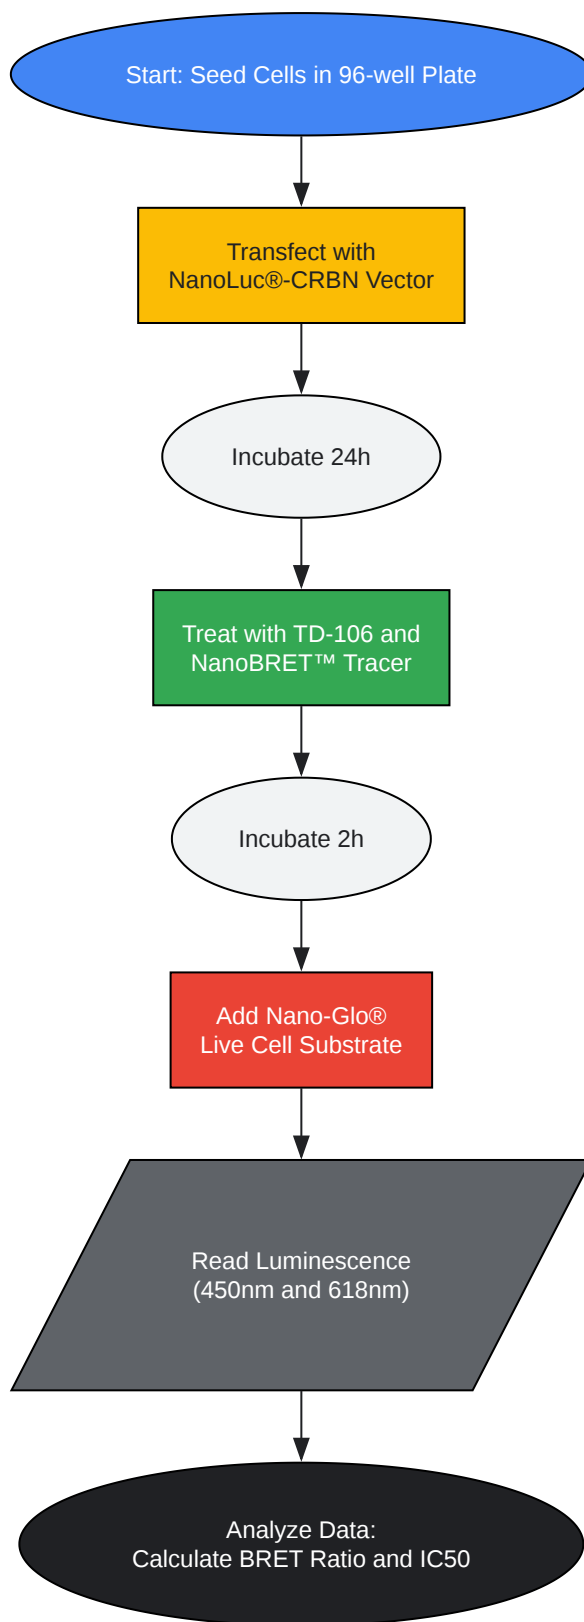 Start: Seed Cells in 96-well Plate
Transfect with
NanoLuc®-CRBN Vector
Incubate 24h
Treat with TD-106 and
NanoBRET™ Tracer
Incubate 2h
Add Nano-Glo®
Live Cell Substrate
Read Luminescence
(450nm and 618nm)
Analyze Data:
Calculate BRET Ratio and IC50